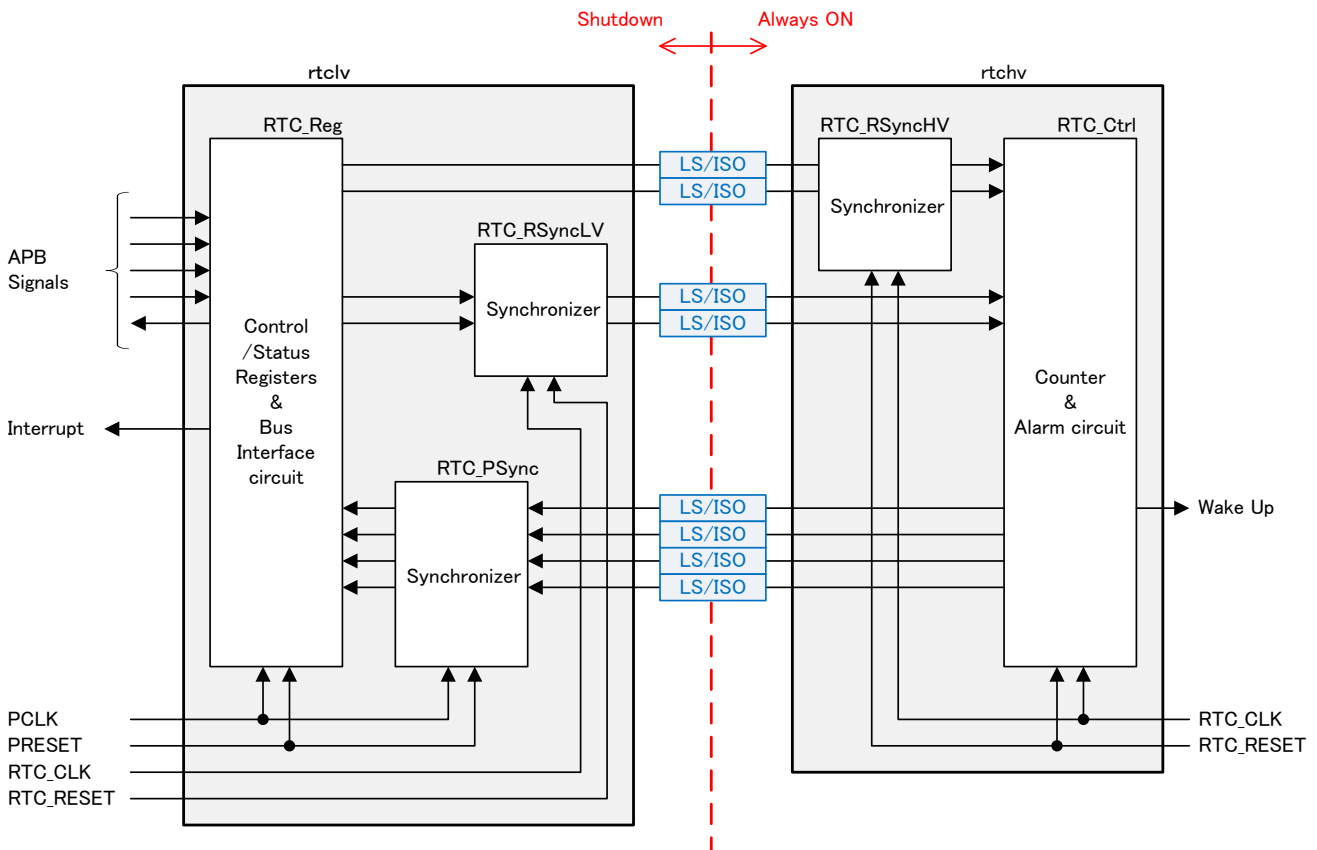 Shutdown
Always ON
rtclv
rtchv
RTC_Reg
RTC_RSyncHV
RTC_Ctrl
LS/ISO
LS/ISO
Synchronizer
RTC_RSyncLV
APB
Signals
LS/ISO
LS/ISO
Synchronizer
Control
/Status
Registers
&
Bus
Interface
circuit
Counter
&
Alarm circuit
Interrupt
RTC_PSync
LS/ISO
LS/ISO
LS/ISO
LS/ISO
Wake Up
Synchronizer
PCLK
PRESET
RTC_CLK
RTC_RESET
RTC_CLK
RTC_RESET